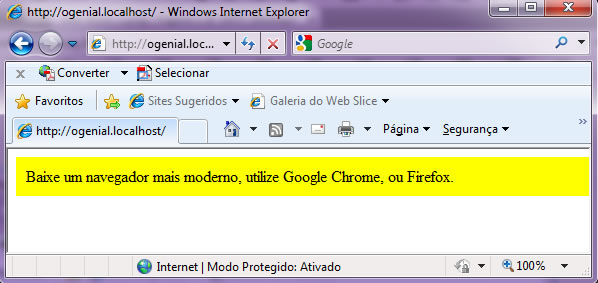 http://ogenial.localhost/ - Windows Internet Explorer
http://ogenial.loc... Google
Converter Selecionar
Favoritos Sites Sugeridos Galeria do Web Slice
http://ogenial.localhost/ Página Segurança »
Baixe um navegador mais moderno, utilize Google Chrome, ou Firefox.
Internet | Modo Protegido: Ativado 100%